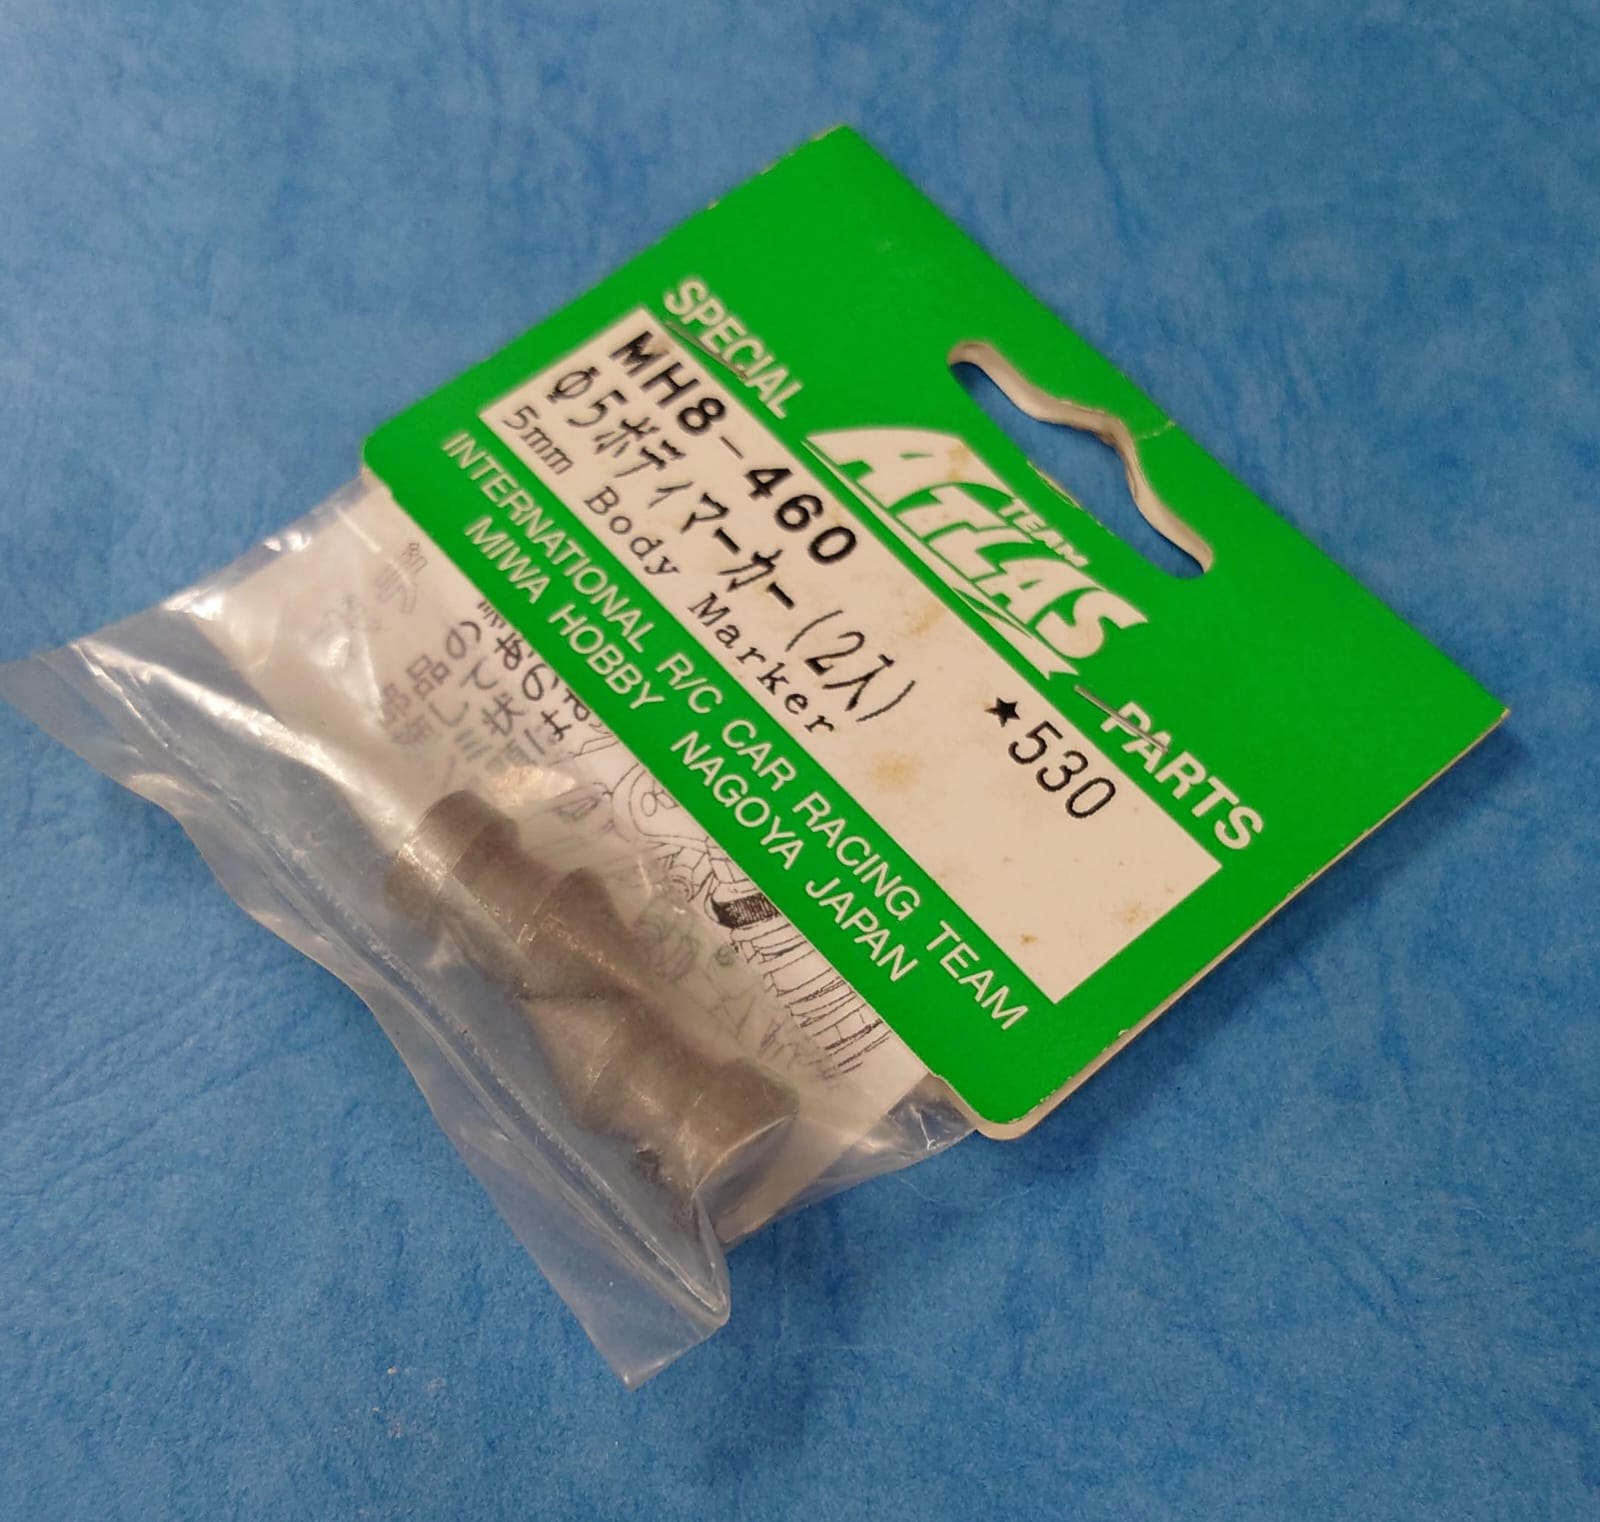 SPECIAL
TEAM
ATLAS
PARTS
MH8-460
Φ5ボディマーカー(2入)
★530
5mm Body Marker
INTERNATIONAL R/C CAR RACING TEAM
MIWA HOBBY NAGOYA JAPAN